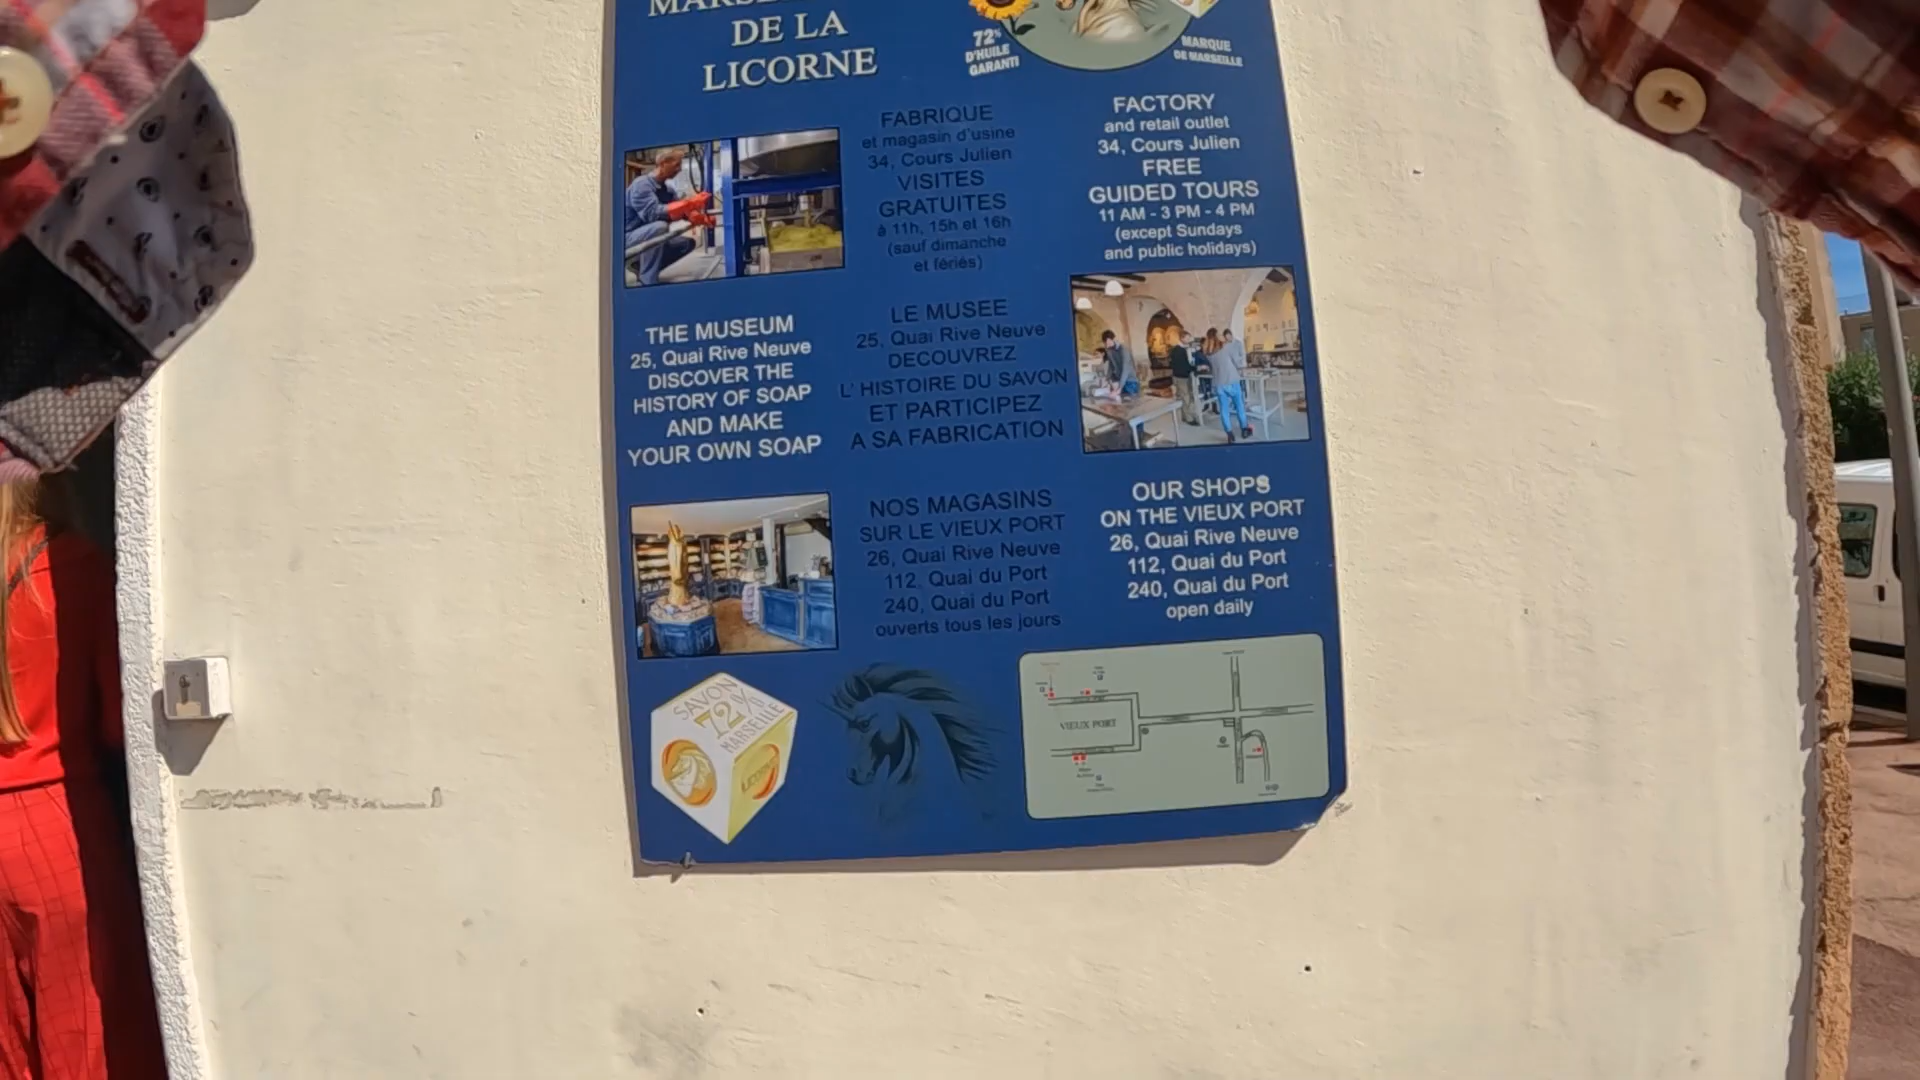 DE LA
LICORNE
72%
D'HUILE
GARANTI
MARQUE
DE MARSEILLE
FABRIQUE
et magasin d'usine
34, Cours Julien
VISITES
GRATUITES
à 11h, 15h et 16h
(sauf dimanche
et fériés)
FACTORY
and retail outlet
34, Cours Julien
FREE
GUIDED TOURS
11 AM - 3 PM - 4 PM
(except Sundays
and public holidays)
THE MUSEUM
25, Quai Rive Neuve
DISCOVER THE
HISTORY OF SOAP
AND MAKE
YOUR OWN SOAP
LE MUSEE
25, Quai Rive Neuve
DECOUVREZ
L' HISTOIRE DU SAVON
ET PARTICIPEZ
A SA FABRICATION
NOS MAGASINS
SUR LE VIEUX PORT
26, Quai Rive Neuve
112, Quai du Port
240, Quai du Port
ouverts tous les jours
OUR SHOPS
ON THE VIEUX PORT
26, Quai Rive Neuve
112, Quai du Port
240, Quai du Port
open daily
SAVON
72%
MARSEILLE
LICORNE
VIEUX PORT